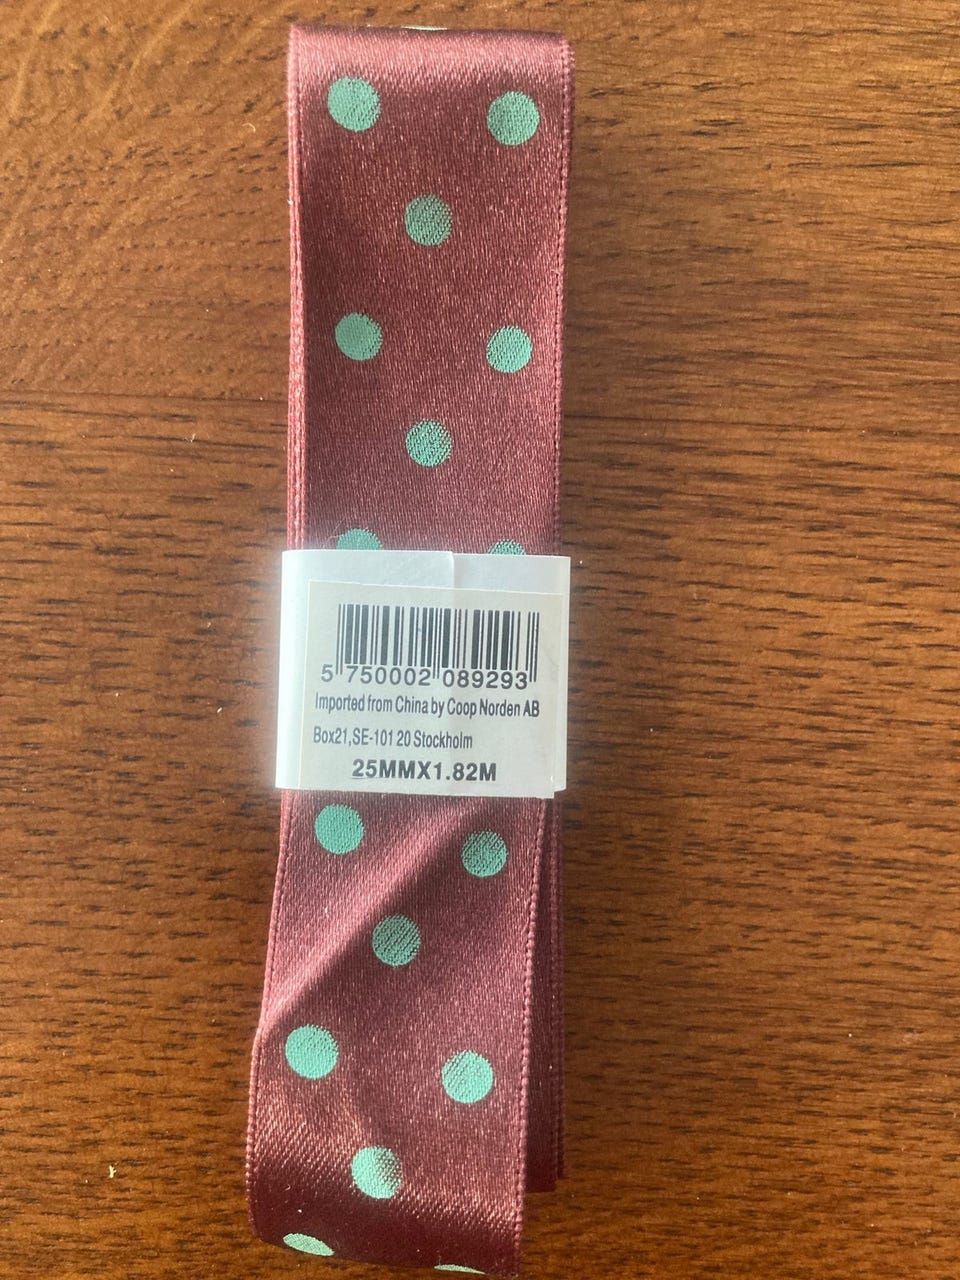 5 750002 089293
Imported from China by Coop Norden AB
Box21,SE-101 20 Stockholm
25MMX1.82M